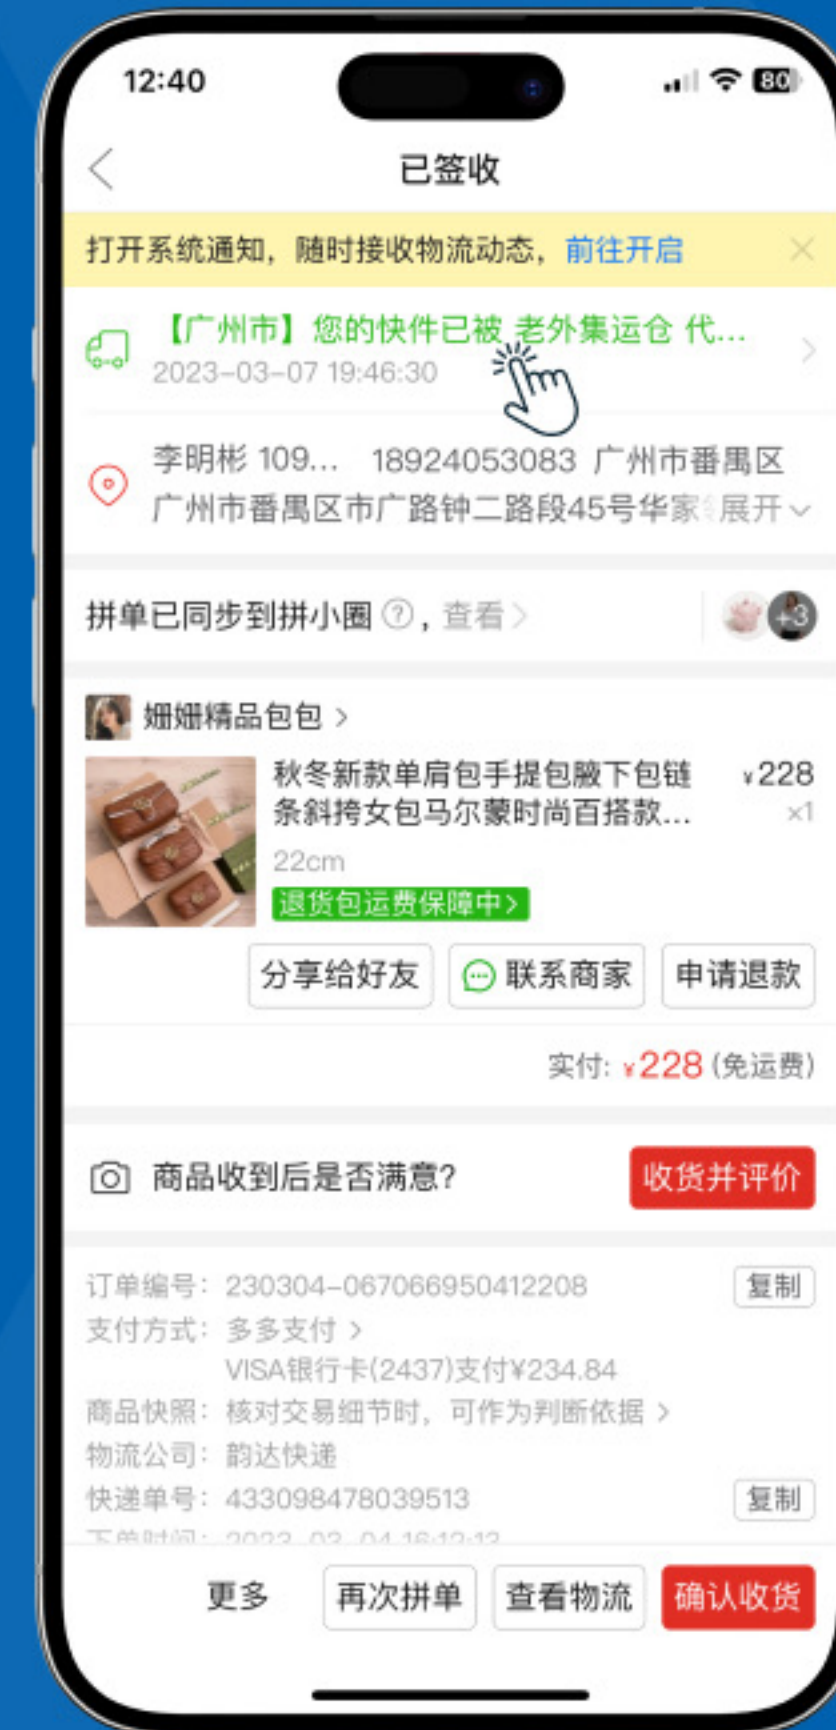 12:40
80
已签收
打开系统通知，随时接收物流动态，前往开启
【广州市】您的快件已被 老外集运仓 代...
2023-03-07 19:46:30
李明彬 109... 18924053083 广州市番禺区
广州市番禺区市广路钟二路段45号华家 展开
拼单已同步到拼小圈 ?，查看 >
+3
姗姗精品包包 >
秋冬新款单肩包手提包腋下包链 ¥228
条斜挎女包马尔蒙时尚百搭款... ×1
22cm
退货包运费保障中>
分享给好友 联系商家 申请退款
实付: ¥228 (免运费)
商品收到后是否满意? 收货并评价
订单编号: 230304-067066950412208 复制
支付方式: 多多支付 >
VISA银行卡(2437)支付¥234.84
商品快照: 核对交易细节时，可作为判断依据 >
物流公司: 韵达快递
快递单号: 433098478039513 复制
下单时间: 2023-03-04 16:12:12
更多 再次拼单 查看物流 确认收货